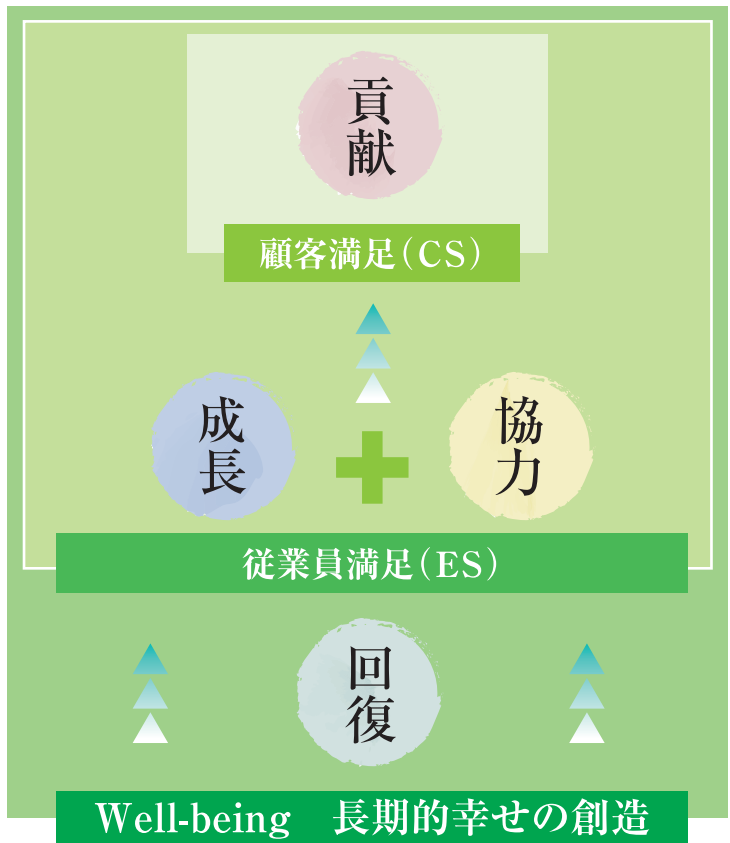 貢献
顧客満足（CS）
成長
協力
従業員満足（ES）
回復
Well-being　長期的幸せの創造